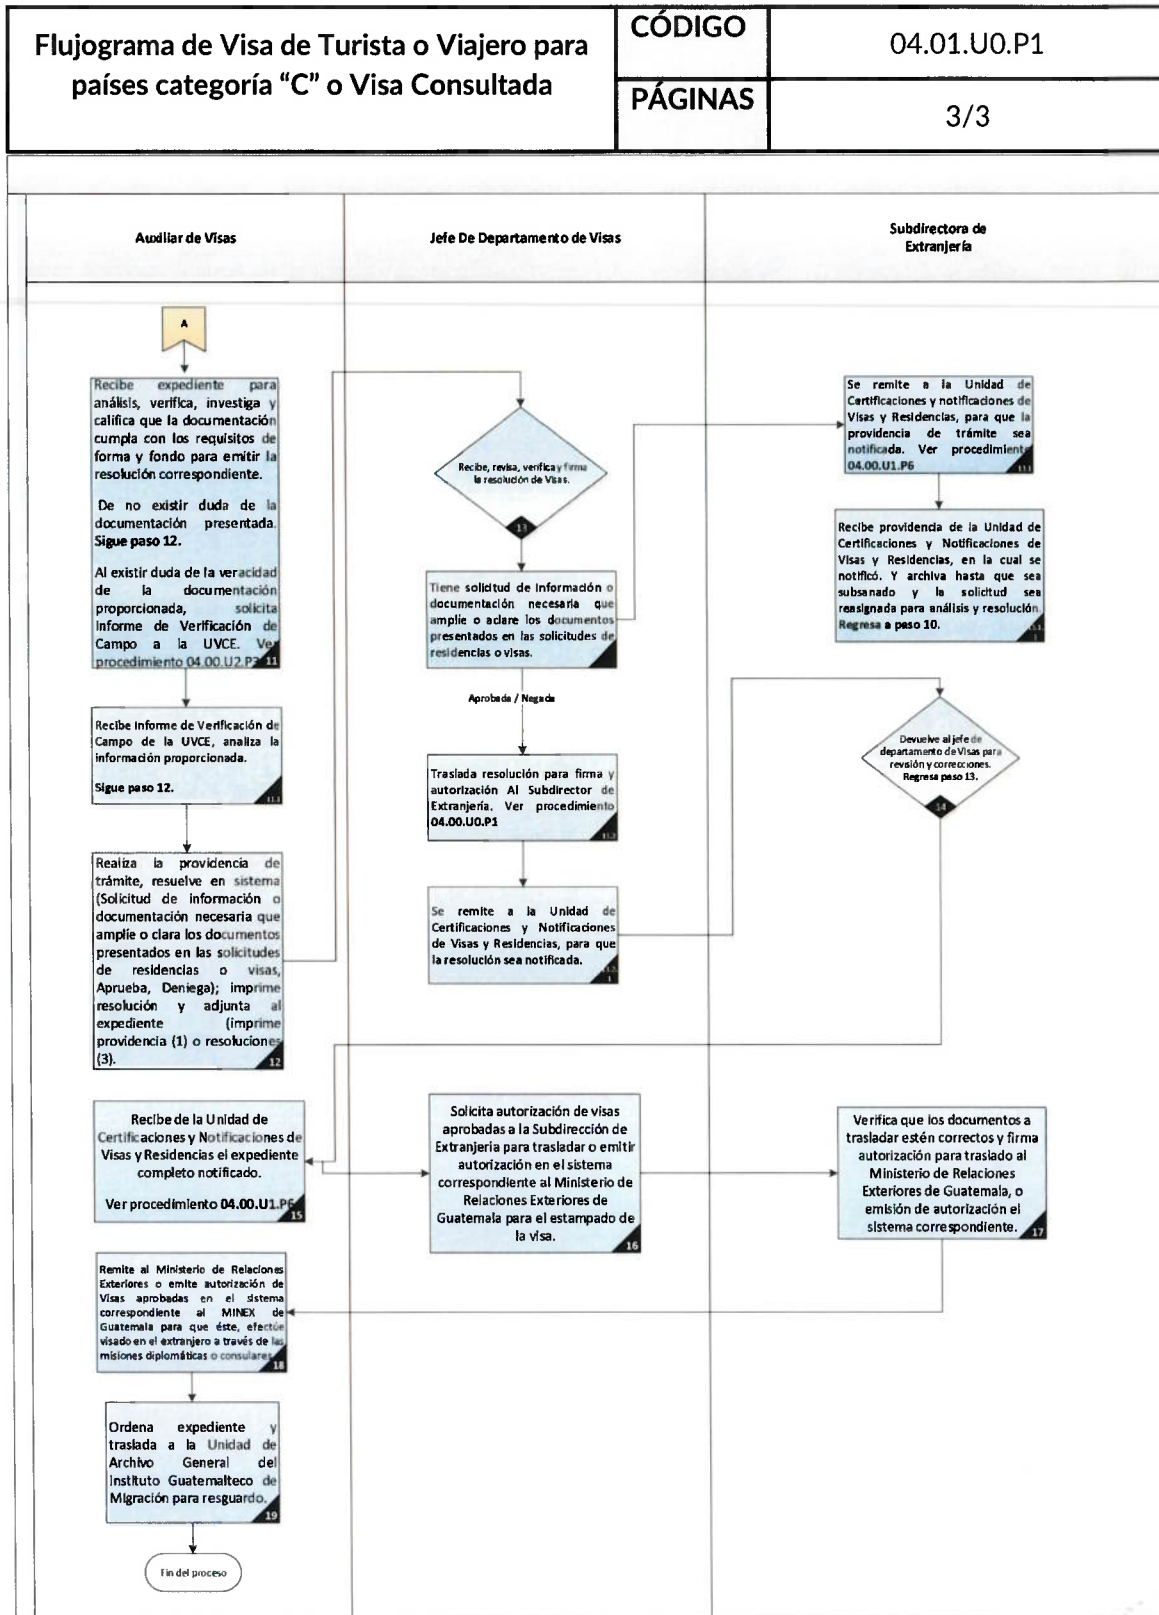 Flujograma de Visa de Turista o Viajero para
países categoría “C” o Visa Consultada
CÓDIGO
04.01.U0.P1
PÁGINAS
3/3
Auxiliar de Visas
Jefe De Departamento de Visas
Subdirectora de
Extranjería
A
Recibe expediente para
análisis, verifica, investiga y
califica que la documentación
cumpla con los requisitos de
forma y fondo para emitir la
resolución correspondiente.
De no existir duda de la
documentación presentada.
Sigue paso 12.
Al existir duda de la veracidad
de la documentación
proporcionada, solicita
Informe de Verificación de
Campo a la UVCE. Ver
procedimiento 04.00.U2.P
11
Recibe Informe de Verificación de
Campo de la UVCE, analiza la
información proporcionada.
Sigue paso 12.
11.1
Realiza la providencia de
trámite, resuelve en sistema
(Solicitud de información o
documentación necesaria que
amplíe o clara los documentos
presentados en las solicitudes
de residencias o visas,
Aprueba, Deniega); imprime
resolución y adjunta al
expediente (imprime
providencia (1) o resoluciones
(3).
12
Recibe, revisa, verifica y firma
la resolución de Visas.
13
Tiene solicitud de información o
documentación necesaria que
amplíe o aclare los documentos
presentados en las solicitudes de
residencias o visas.
Aprobada / Negada
Traslada resolución para firma y
autorización Al Subdirector de
Extranjería. Ver procedimiento
04.00.U0.P1
Se remite a la Unidad de
Certificaciones y Notificaciones
de Visas y Residencias, para que
la resolución sea notificada.
Se remite a la Unidad de
Certificaciones y notificaciones de
Visas y Residencias, para que la
providencia de trámite sea
notificada. Ver procedimiento
04.00.U1.P6
Recibe providencia de la Unidad de
Certificaciones y Notificaciones de
Visas y Residencias, en la cual se
notificó. Y archiva hasta que sea
subsanado y la solicitud sea
reasignada para análisis y resolución.
Regresa a paso 10.
Devuelve al jefe de
departamento de Visas para
revisión y correcciones.
Regresa paso 13.
14
Recibe de la Unidad de
Certificaciones y Notificaciones de
Visas y Residencias el expediente
completo notificado.
Ver procedimiento 04.00.U1.P6
15
Solicita autorización de visas
aprobadas a la Subdirección de
Extranjeria para trasladar o emitir
autorización en el sistema
correspondiente al Ministerio de
Relaciones Exteriores de
Guatemala para el estampado de
la visa.
16
Verifica que los documentos a
trasladar estén correctos y firma
autorización para traslado al
Ministerio de Relaciones
Exteriores de Guatemala, o
emisión de autorización el
sistema correspondiente.
17
Remite al Ministerio de Relaciones
Exteriores o emite autorización de
Visas aprobadas en el sistema
correspondiente al MINEX de
Guatemala para que éste, efectúe
visado en el extranjero a través de las
misiones diplomáticas o consulares
18
Ordena expediente y
traslada a la Unidad de
Archivo General del
Instituto Guatemalteco de
Migración para resguardo.
19
Fin del proceso